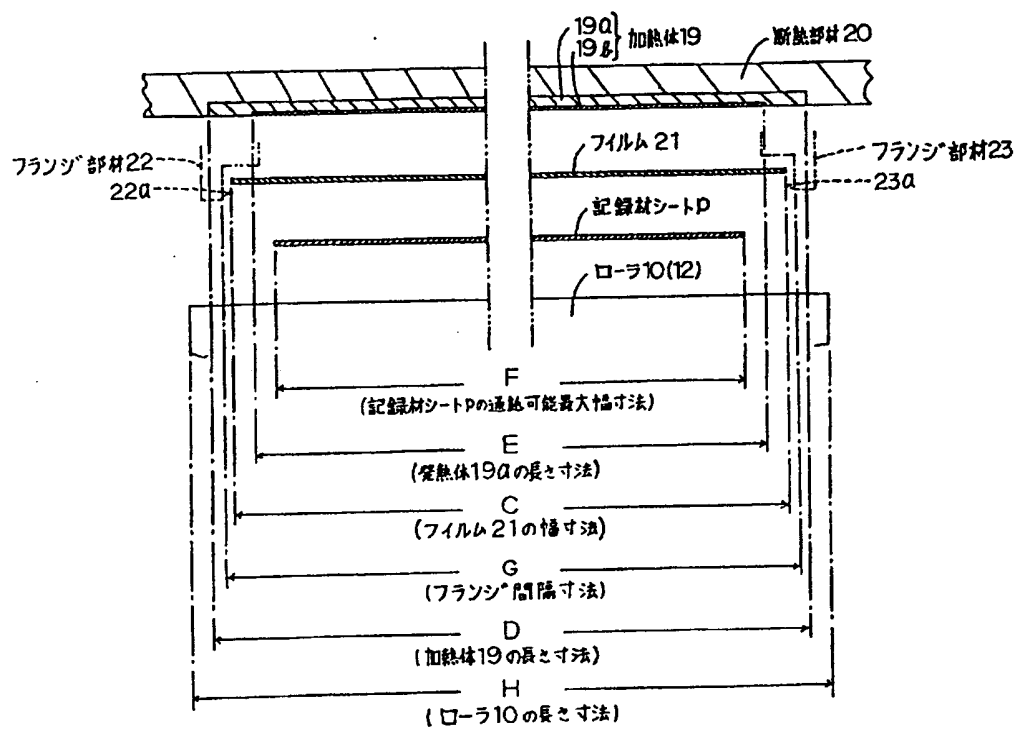 19a
19b
加熱体19
断熱部材20
フランジ部材22
22a
フィルム21
フランジ部材23
23a
記録材シートP
ローラ10(12)
F
(記録材シートPの通紙可能最大幅寸法)
E
(発熱体19aの長さ寸法)
C
(フィルム21の幅寸法)
G
(フランジ間隔寸法)
D
(加熱体19の長さ寸法)
H
(ローラ10の長さ寸法)